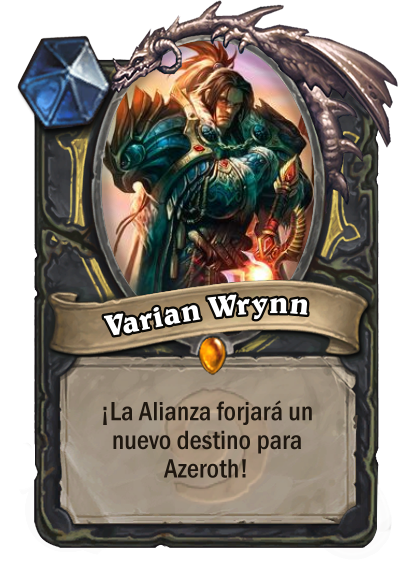 Varian Wrynn
¡La Alianza forjará un
nuevo destino para
Azeroth!